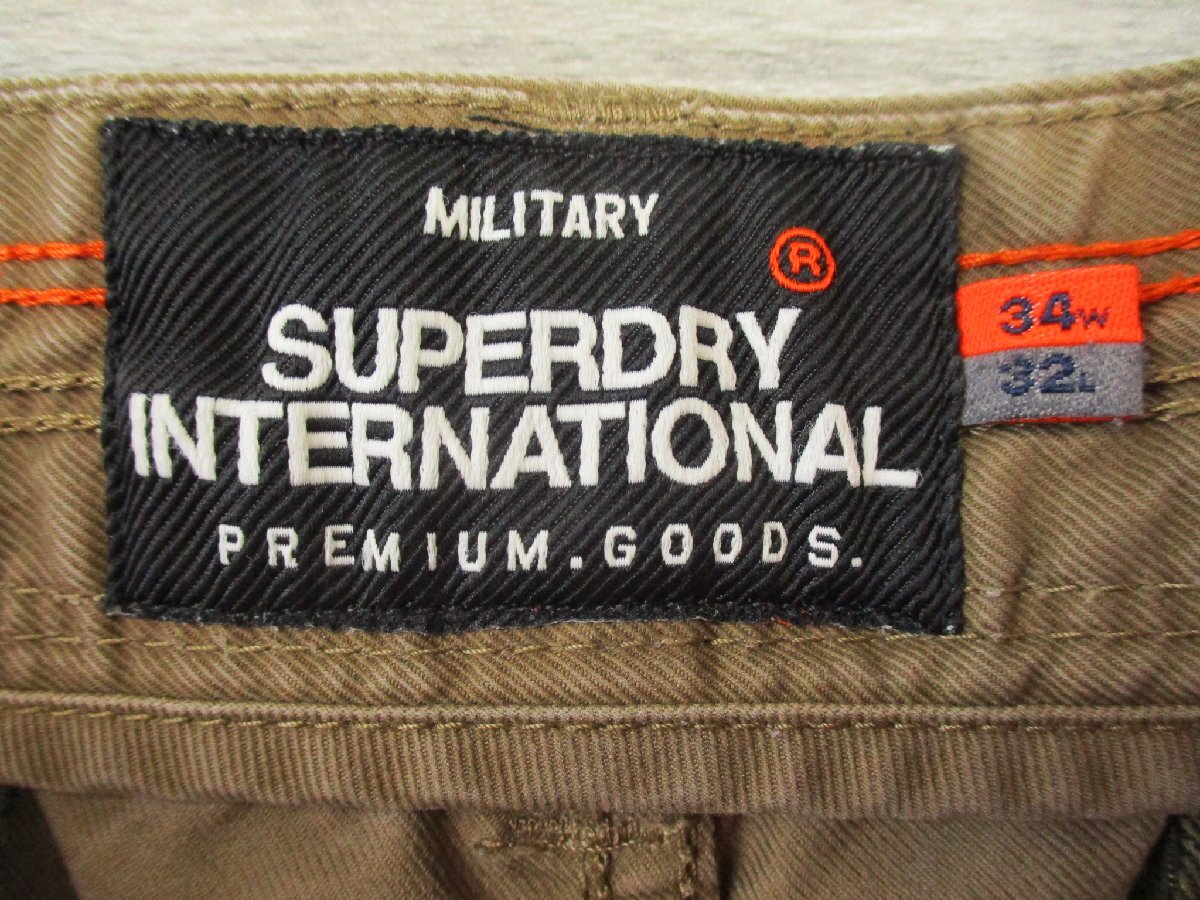 MILITARY
®
SUPERDRY
INTERNATIONAL
PREMIUM.GOODS.
34W
32L